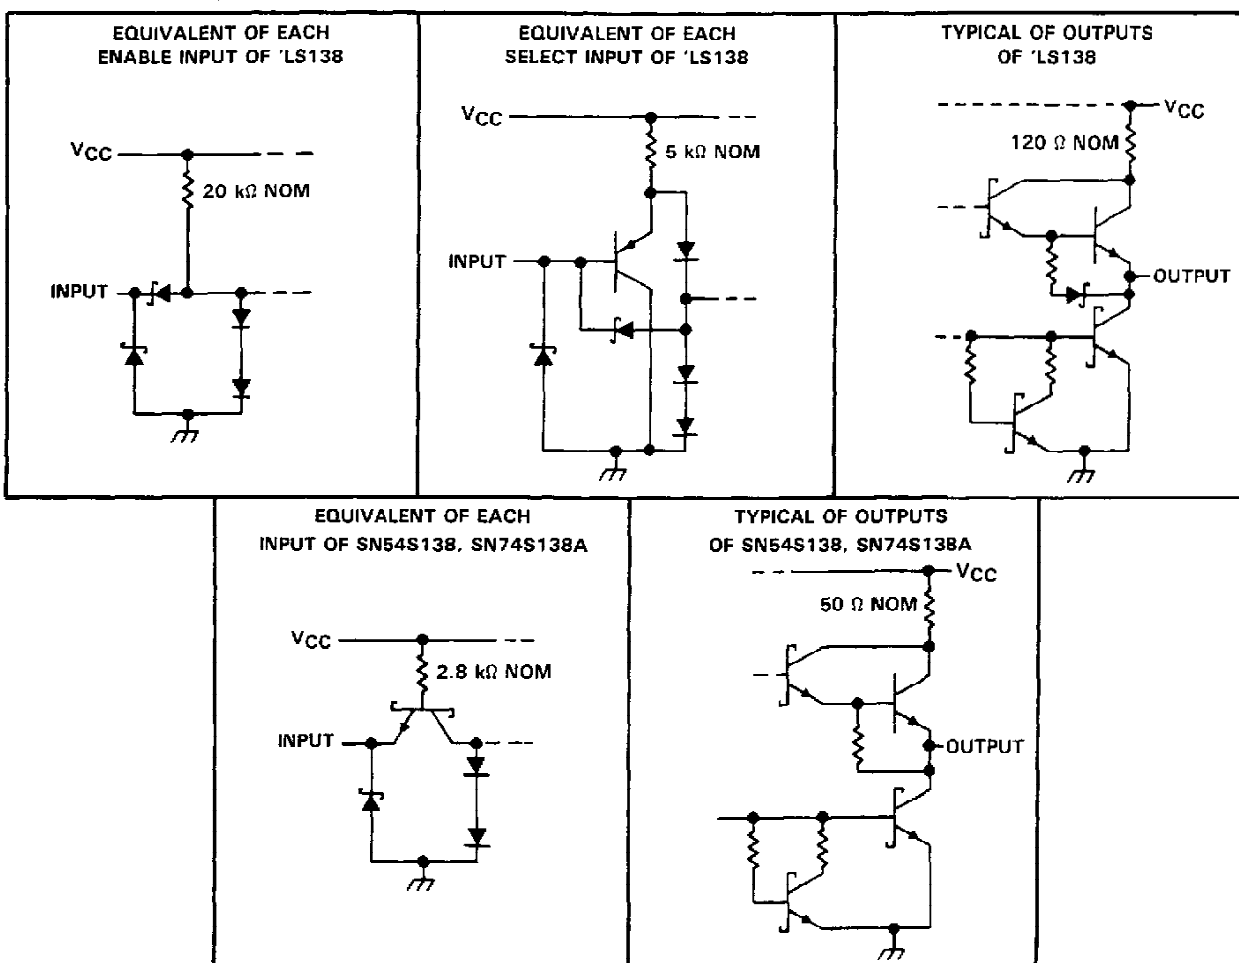 EQUIVALENT OF EACH
ENABLE INPUT OF 'LS138
VCC
20 kΩ NOM
INPUT
EQUIVALENT OF EACH
SELECT INPUT OF 'LS138
VCC
5 kΩ NOM
INPUT
TYPICAL OF OUTPUTS
OF 'LS138
VCC
120 Ω NOM
OUTPUT
EQUIVALENT OF EACH
INPUT OF SN54S138, SN74S138A
VCC
2.8 kΩ NOM
INPUT
TYPICAL OF OUTPUTS
OF SN54S138, SN74S138A
VCC
50 Ω NOM
OUTPUT